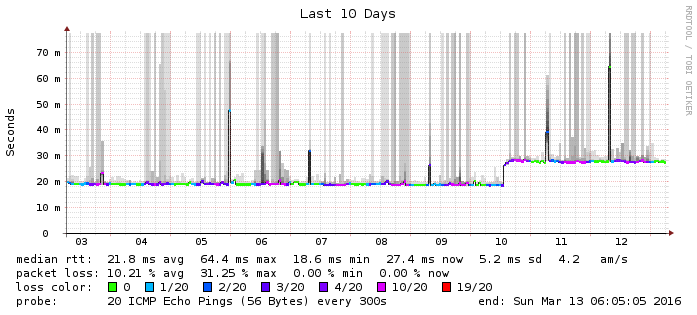 Last 10 Days
RRDTOOL / TOBI OETIKER
Seconds
70 m
60 m
50 m
40 m
30 m
20 m
10 m
0
03 04 05 06 07 08 09 10 11 12
median rtt: 21.8 ms avg 64.4 ms max 18.6 ms min 27.4 ms now 5.2 ms sd 4.2 am/s
packet loss: 10.21 % avg 31.25 % max 0.00 % min 0.00 % now
loss color: 0 1/20 2/20 3/20 4/20 10/20 19/20
probe: 20 ICMP Echo Pings (56 Bytes) every 300s end: Sun Mar 13 06:05:05 2016